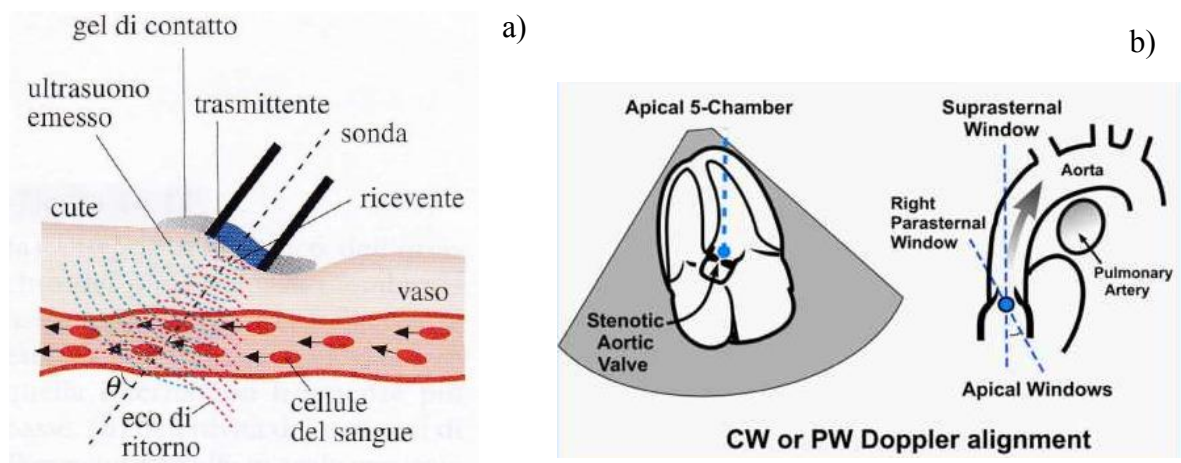 gel di contatto
a)
ultrasuono
emesso
trasmittente
sonda
cute
ricevente
vaso
θ
eco di
ritorno
cellule
del sangue
b)
Apical 5-Chamber
Suprasternal
Window
Aorta
Right
Parasternal
Window
Pulmonary
Artery
Stenotic
Aortic
Valve
Apical Windows
CW or PW Doppler alignment